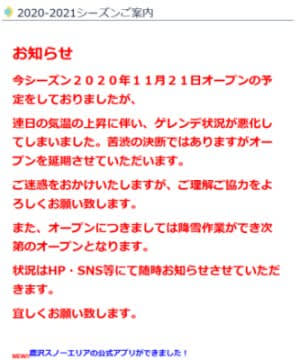 2020-2021シーズンご案内
お知らせ
今シーズン２０２０年１１月２１日オープンの予
定をしておりましたが、
連日の気温の上昇に伴い、ゲレンデ状況が悪化し
てしまいました。苦渋の決断ではありますがオー
プンを延期させていただいます。
ご迷惑をおかけいたしますが、ご理解ご協力をよ
ろしくお願い致します。
また、オープンにつきましては降雪作業ができ次
第のオープンとなります。
状況はHP・SNS等にて随時お知らせさせていただ
きます。
宜しくお願い致します。
NEW!鹿沢スノーエリアの公式アプリができました！